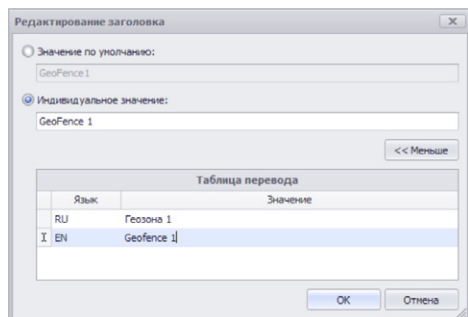 Редактирование заголовка
Значение по умолчанию:
GeoFence1
Индивидуальное значение:
GeoFence 1
<< Меньше
Таблица перевода
Язык Значение
RU Геозона 1
EN Geofence 1
OK Отмена